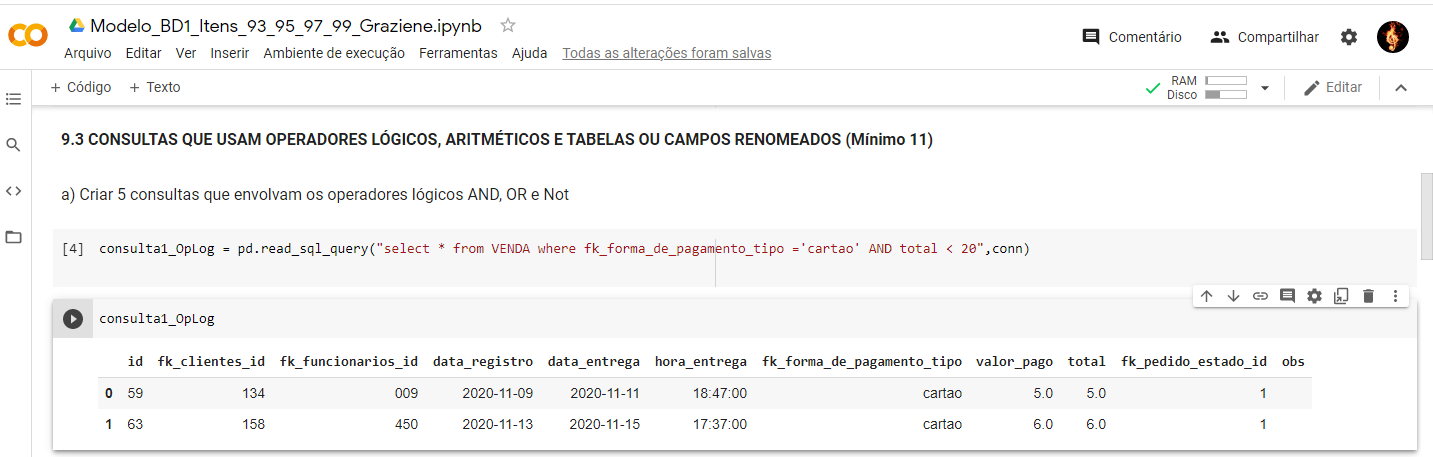 Modelo_BD1_Itens_93_95_97_99_Graziene.ipynb
Comentário Compartilhar
Arquivo Editar Ver Inserir Ambiente de execução Ferramentas Ajuda Todas as alterações foram salvas
+ Código + Texto RAM Disco Editar
9.3 CONSULTAS QUE USAM OPERADORES LÓGICOS, ARITMÉTICOS E TABELAS OU CAMPOS RENOMEADOS (Mínimo 11)
a) Criar 5 consultas que envolvam os operadores lógicos AND, OR e Not
[4] consulta1_OpLog = pd.read_sql_query("select * from VENDA where fk_forma_de_pagamento_tipo ='cartao' AND total < 20",conn)
consulta1_OpLog
id fk_clientes_id fk_funcionarios_id data_registro data_entrega hora_entrega fk_forma_de_pagamento_tipo valor_pago total fk_pedido_estado_id obs
0 59 134 009 2020-11-09 2020-11-11 18:47:00 cartao 5.0 5.0 1
1 63 158 450 2020-11-13 2020-11-15 17:37:00 cartao 6.0 6.0 1